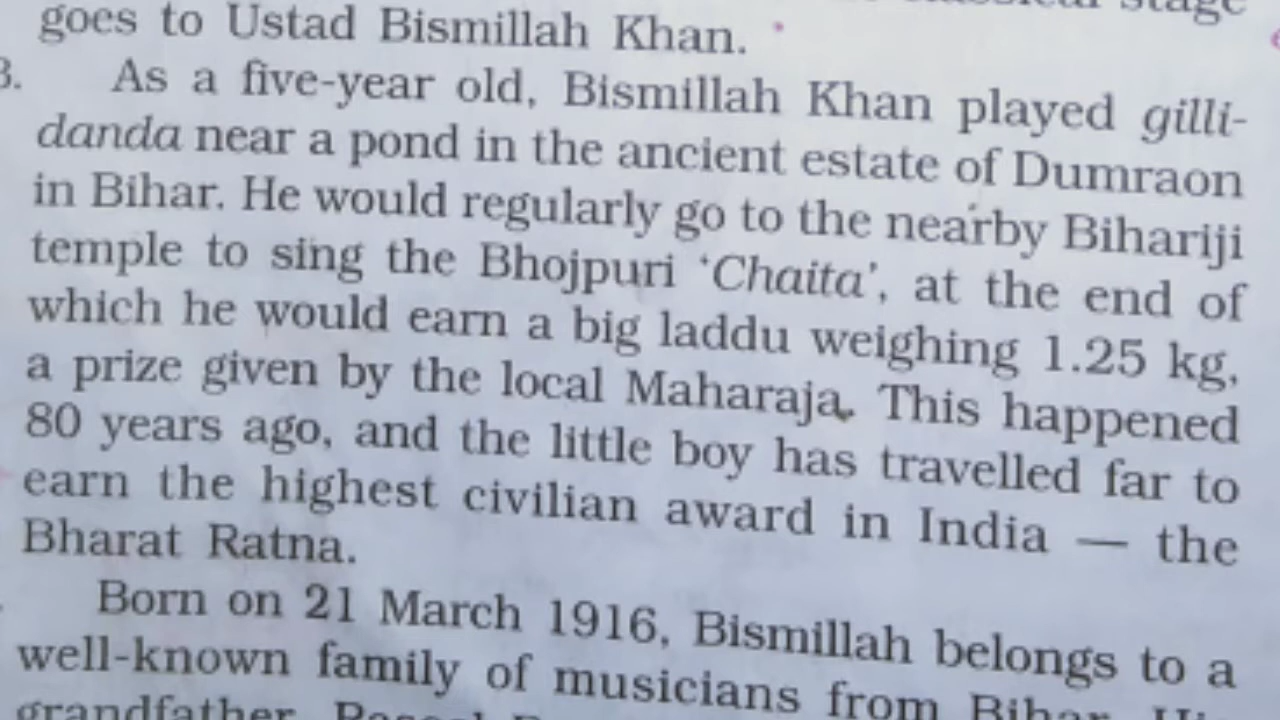 stage
goes to Ustad Bismillah Khan.
3. As a five-year old, Bismillah Khan played gilli-
danda near a pond in the ancient estate of Dumraon
in Bihar. He would regularly go to the nearby Bihariji
temple to sing the Bhojpuri ‘Chaita’, at the end of
which he would earn a big laddu weighing 1.25 kg,
a prize given by the local Maharaja. This happened
80 years ago, and the little boy has travelled far to
earn the highest civilian award in India — the
Bharat Ratna.
Born on 21 March 1916, Bismillah belongs to a
well-known family of musicians from Bihar.
grandfather,